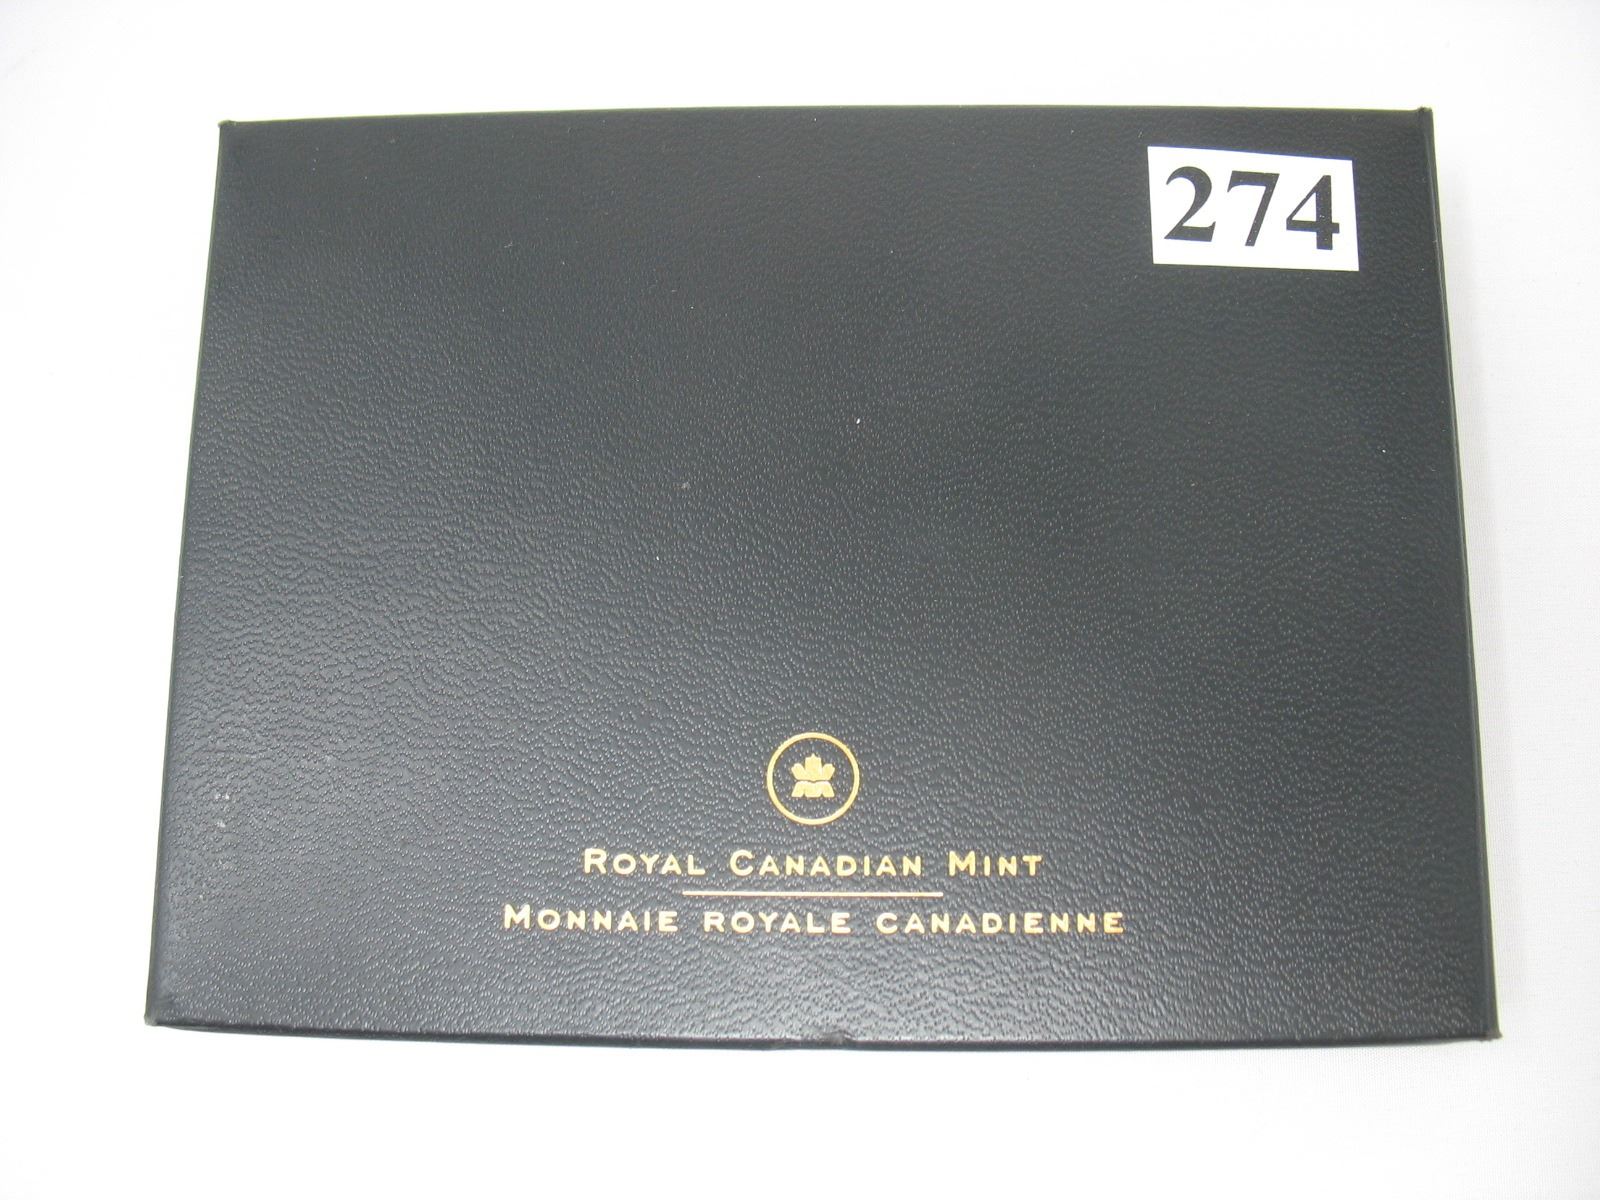 274
ROYAL CANADIAN MINT
MONNAIE ROYALE CANADIENNE